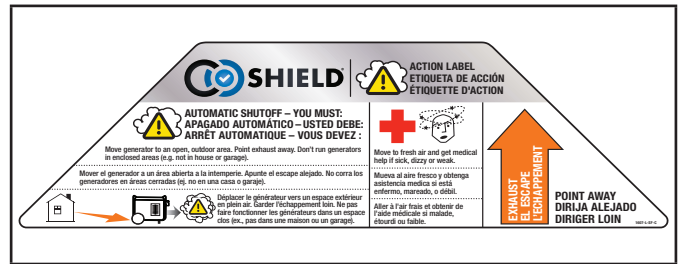 COSHIELD®
ACTION LABEL
ETIQUETA DE ACCIÓN
ÉTIQUETTE D'ACTION
AUTOMATIC SHUTOFF – YOU MUST:
APAGADO AUTOMÁTICO – USTED DEBE:
ARRÊT AUTOMATIQUE – VOUS DEVEZ :
Move generator to an open, outdoor area. Point exhaust away. Don't run generators
in enclosed areas (e.g. not in house or garage).
Mover el generador a un área abierta a la intemperie. Apunte el escape alejado. No corra los
generadores en áreas cerradas (ej. no en una casa o garaje).
Déplacer le générateur vers un espace extérieur
en plein air. Garder l'échappement loin. Ne pas
faire fonctionner les générateurs dans un espace
clos (ex., pas dans une maison ou un garage).
Move to fresh air and get medical
help if sick, dizzy or weak.
Mueva al aire fresco y obtenga
asistencia medica si está
enfermo, mareado, o débil.
Aller à l'air frais et obtenir de
l'aide médicale si malade,
étourdi ou faible.
EXHAUST
EL ESCAPE
L'ÉCHAPPEMENT
POINT AWAY
DIRIJA ALEJADO
DIRIGER LOIN